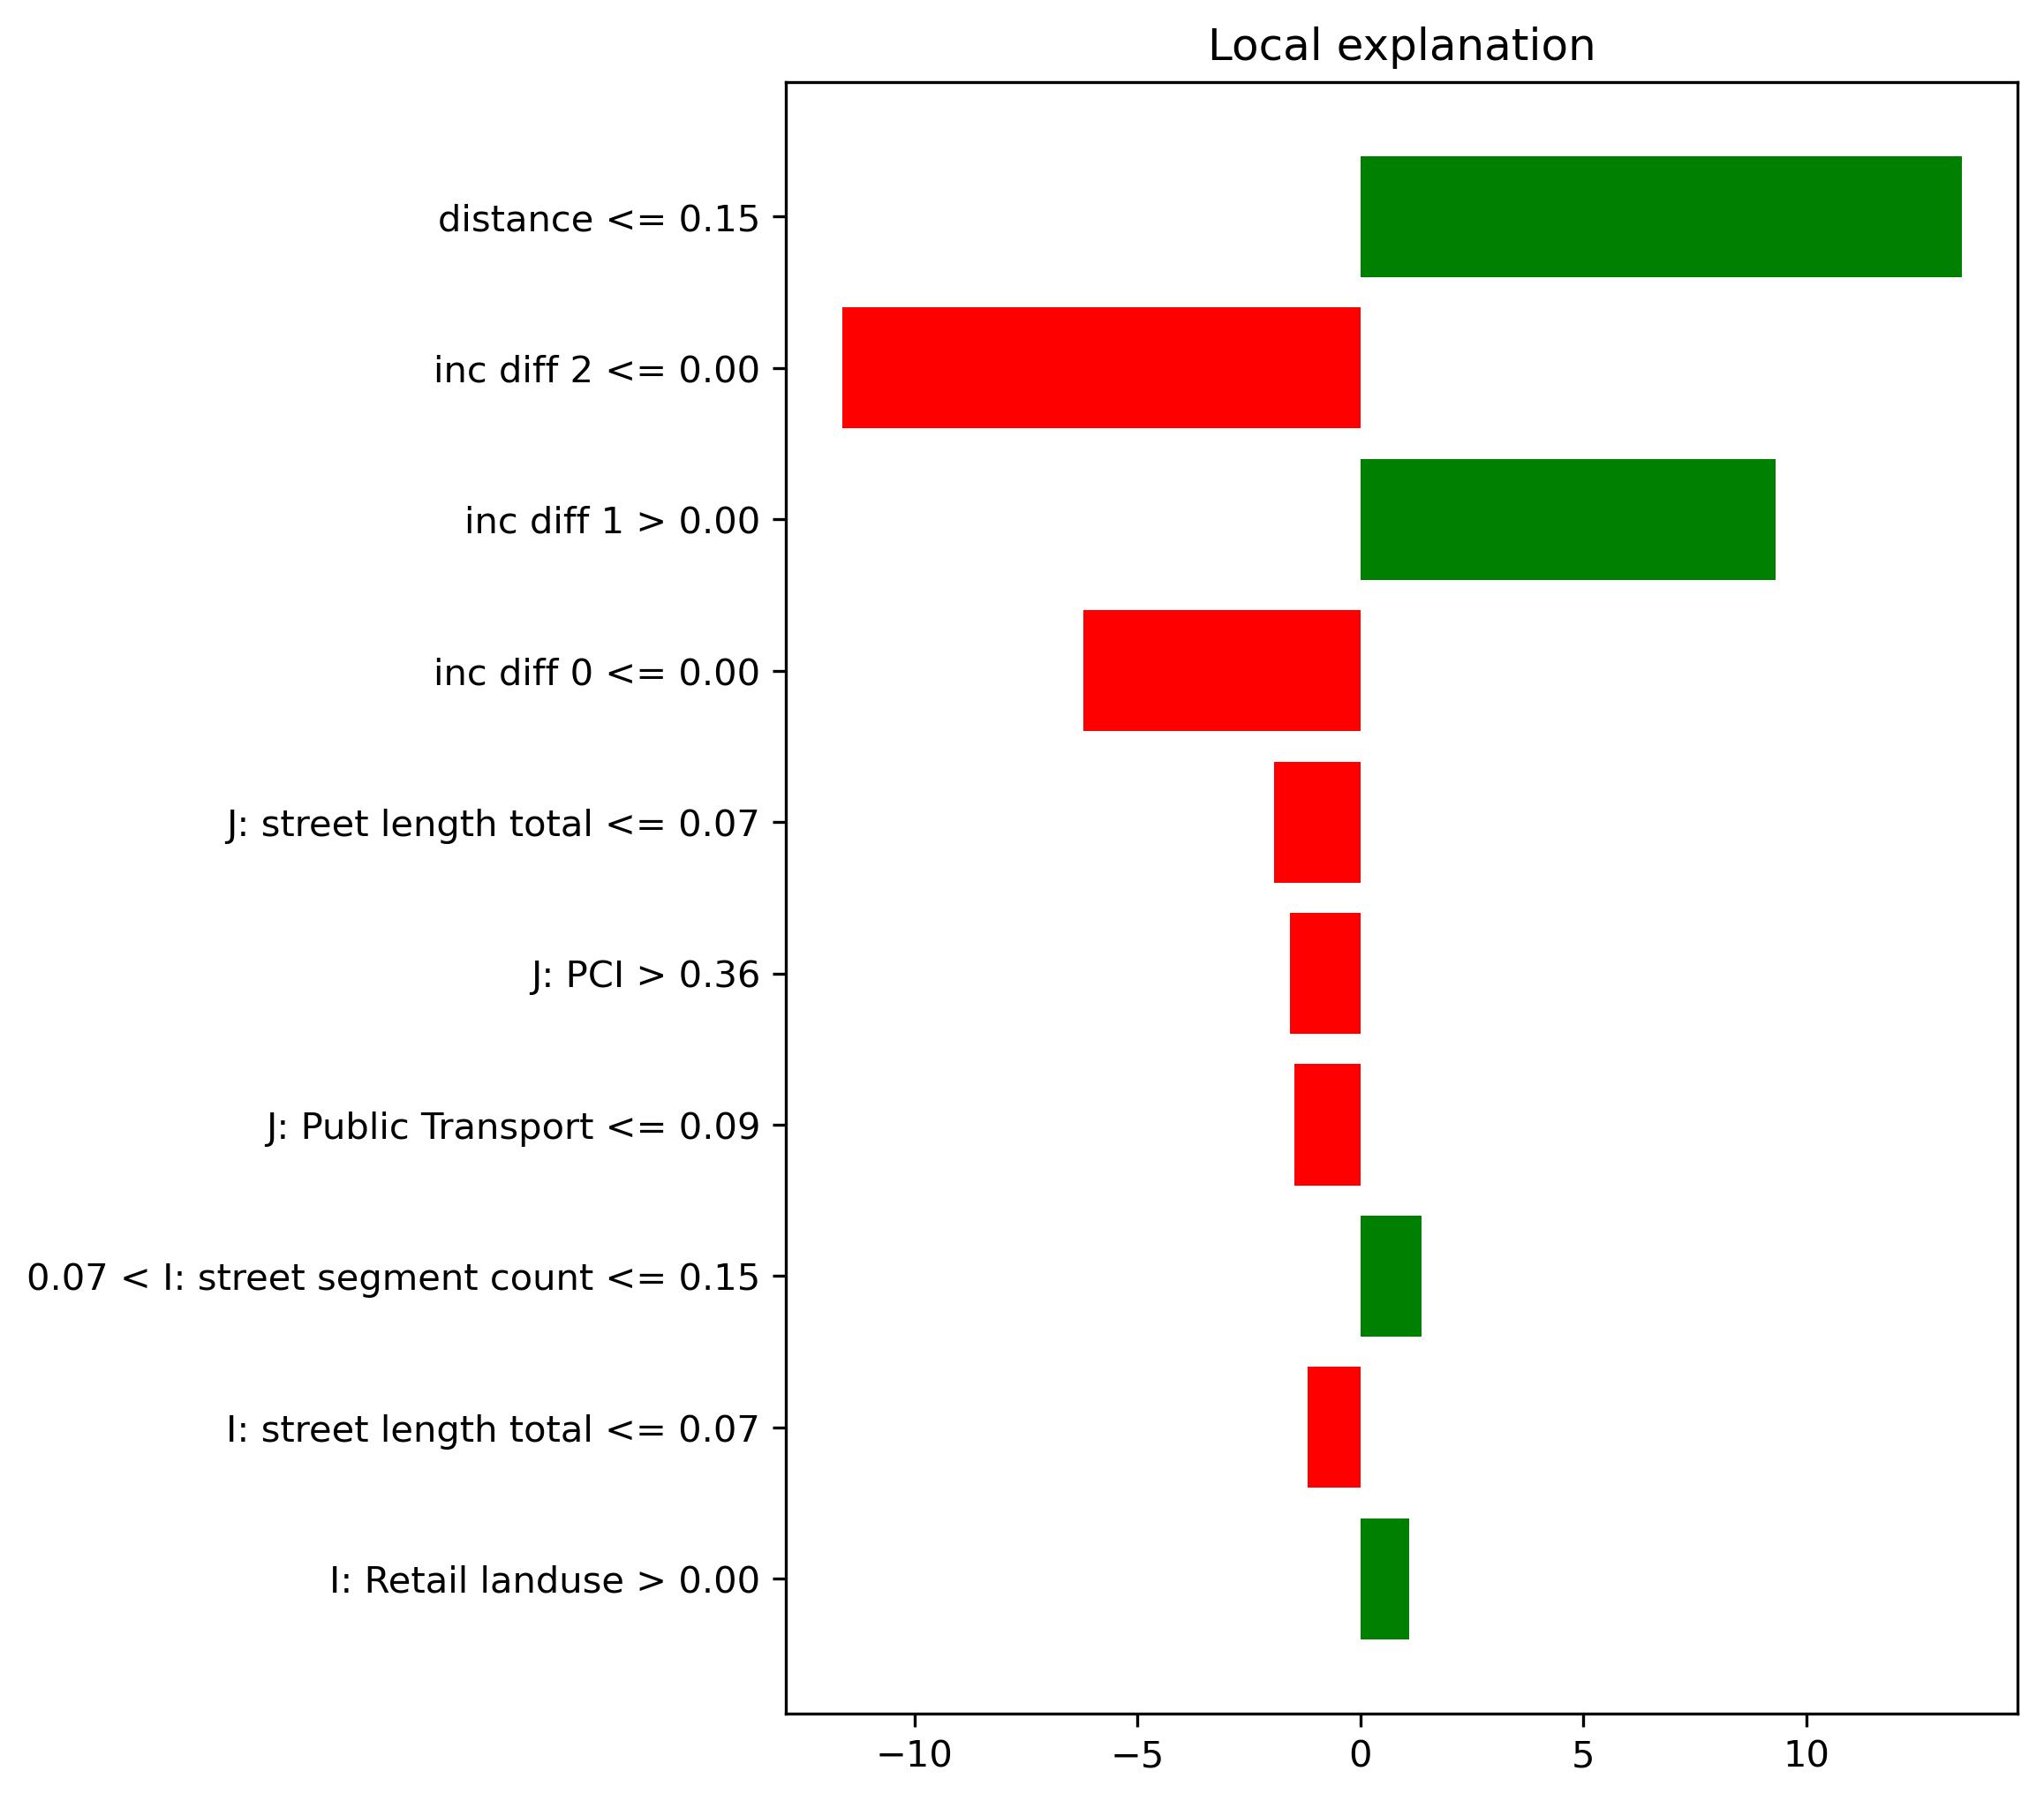 Local explanation
distance <= 0.15
inc diff 2 <= 0.00
inc diff 1 > 0.00
inc diff 0 <= 0.00
J: street length total <= 0.07
J: PCI > 0.36
J: Public Transport <= 0.09
0.07 < I: street segment count <= 0.15
I: street length total <= 0.07
I: Retail landuse > 0.00
−10 −5 0 5 10